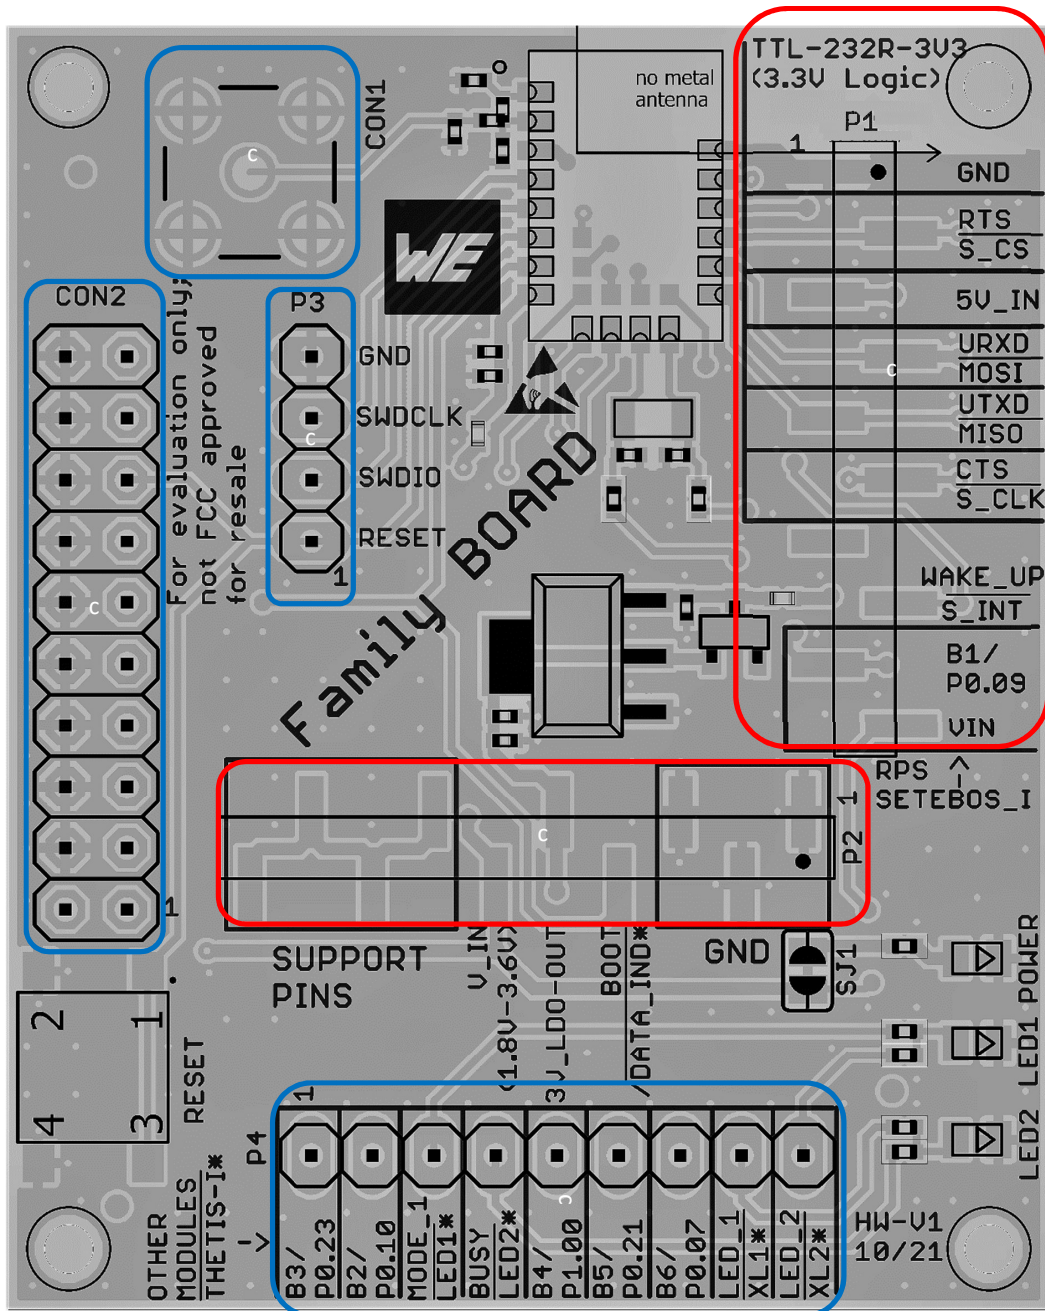 TTL-232R-3V3
(3.3V Logic)
P1
1
GND
RTS
S_CS
5V_IN
URXD
MOSI
UTXD
MISO
CTS
S_CLK
WAKE_UP
S_INT
B1/
P0.09
VIN
RPS
SETEBOS_I
no metal
antenna
CON1
C
WE
CON2
P3
GND
SWDCLK
SWDIO
RESET
1
C
C
C
For evaluation only;
not FCC approved
for resale
Family BOARD
1
P2
1
C
SUPPORT
PINS
V_IN
(1.8V-3.6V)
3V_LDO-OUT
BOOT
/DATA_IND*
GND
SJ1
POWER
LED1
LED2
2
1
4
3
RESET
P4
1
C
B3/
P0.23
B2/
P0.10
MODE_1
LED1*
BUSY
LED2*
B4/
P1.00
B5/
P0.21
B6/
P0.07
LED_1
XL1*
LED_2
XL2*
OTHER
MODULES
THETIS-I*
HW-V1
10/21